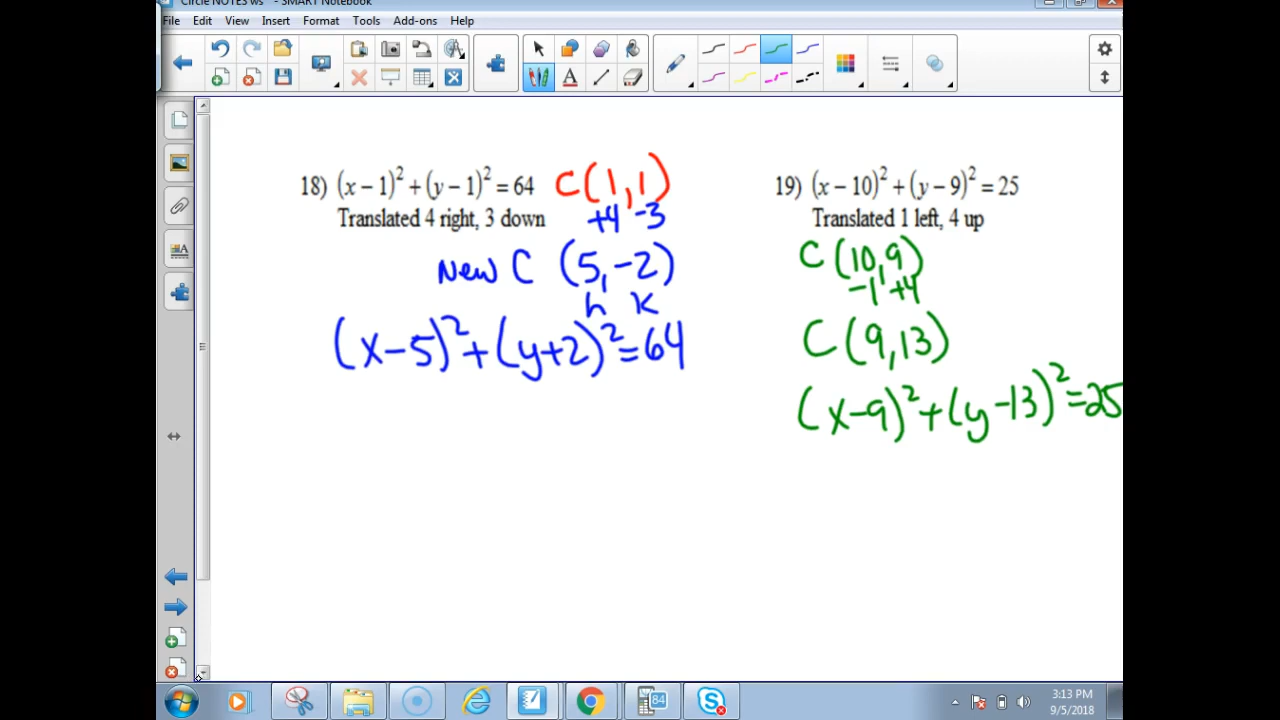 Circle NOTES ws - SMART Notebook
File Edit View Insert Format Tools Add-ons Help
18) (x − 1)² + (y − 1)² = 64 C(1,1)
Translated 4 right, 3 down +4 -3
New C (5,-2)
h K
(x-5)²+(y+2)²=64
19) (x − 10)² + (y − 9)² = 25
Translated 1 left, 4 up
C (10,9)
-1 +4
C (9,13)
(x-9)²+(y-13)²=25
84
3:13 PM
9/5/2018